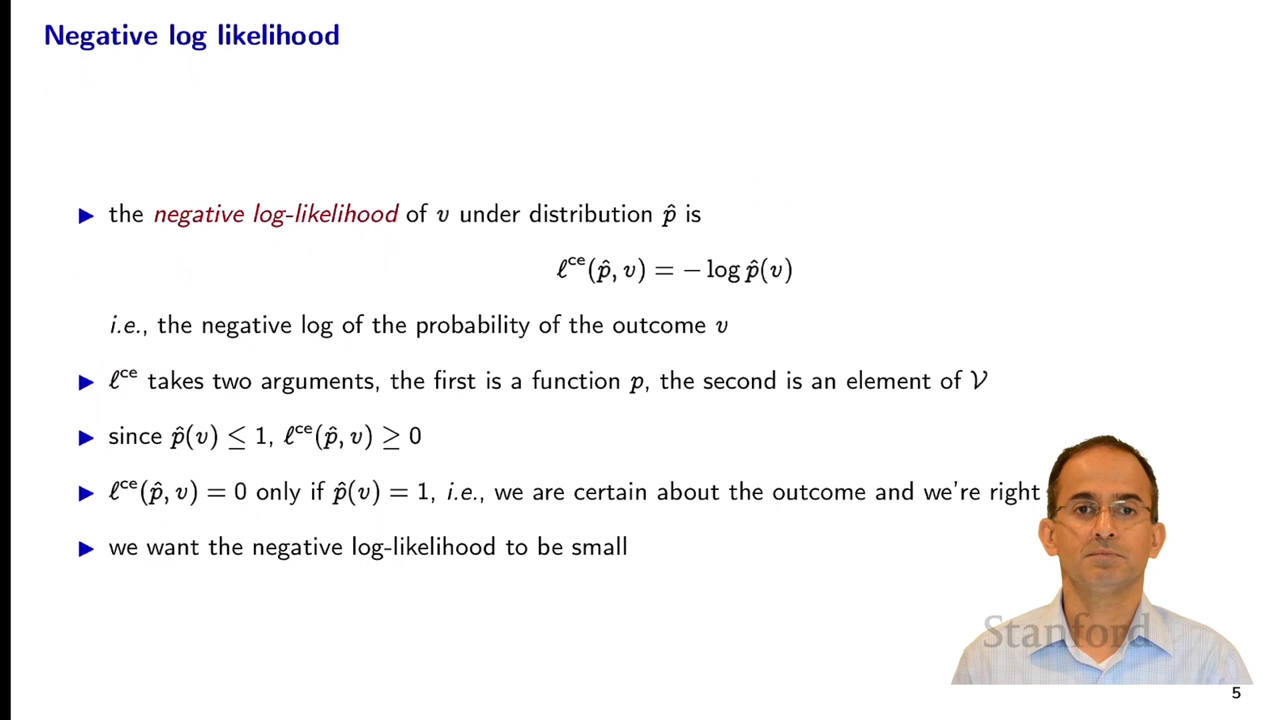 Negative log likelihood
▶ the negative log-likelihood of v under distribution p̂ is
ℓ^ce(p̂, v) = − log p̂(v)
i.e., the negative log of the probability of the outcome v
▶ ℓ^ce takes two arguments, the first is a function p, the second is an element of 𝒱
▶ since p̂(v) ≤ 1, ℓ^ce(p̂, v) ≥ 0
▶ ℓ^ce(p̂, v) = 0 only if p̂(v) = 1, i.e., we are certain about the outcome and we're right
▶ we want the negative log-likelihood to be small
Stanford
5